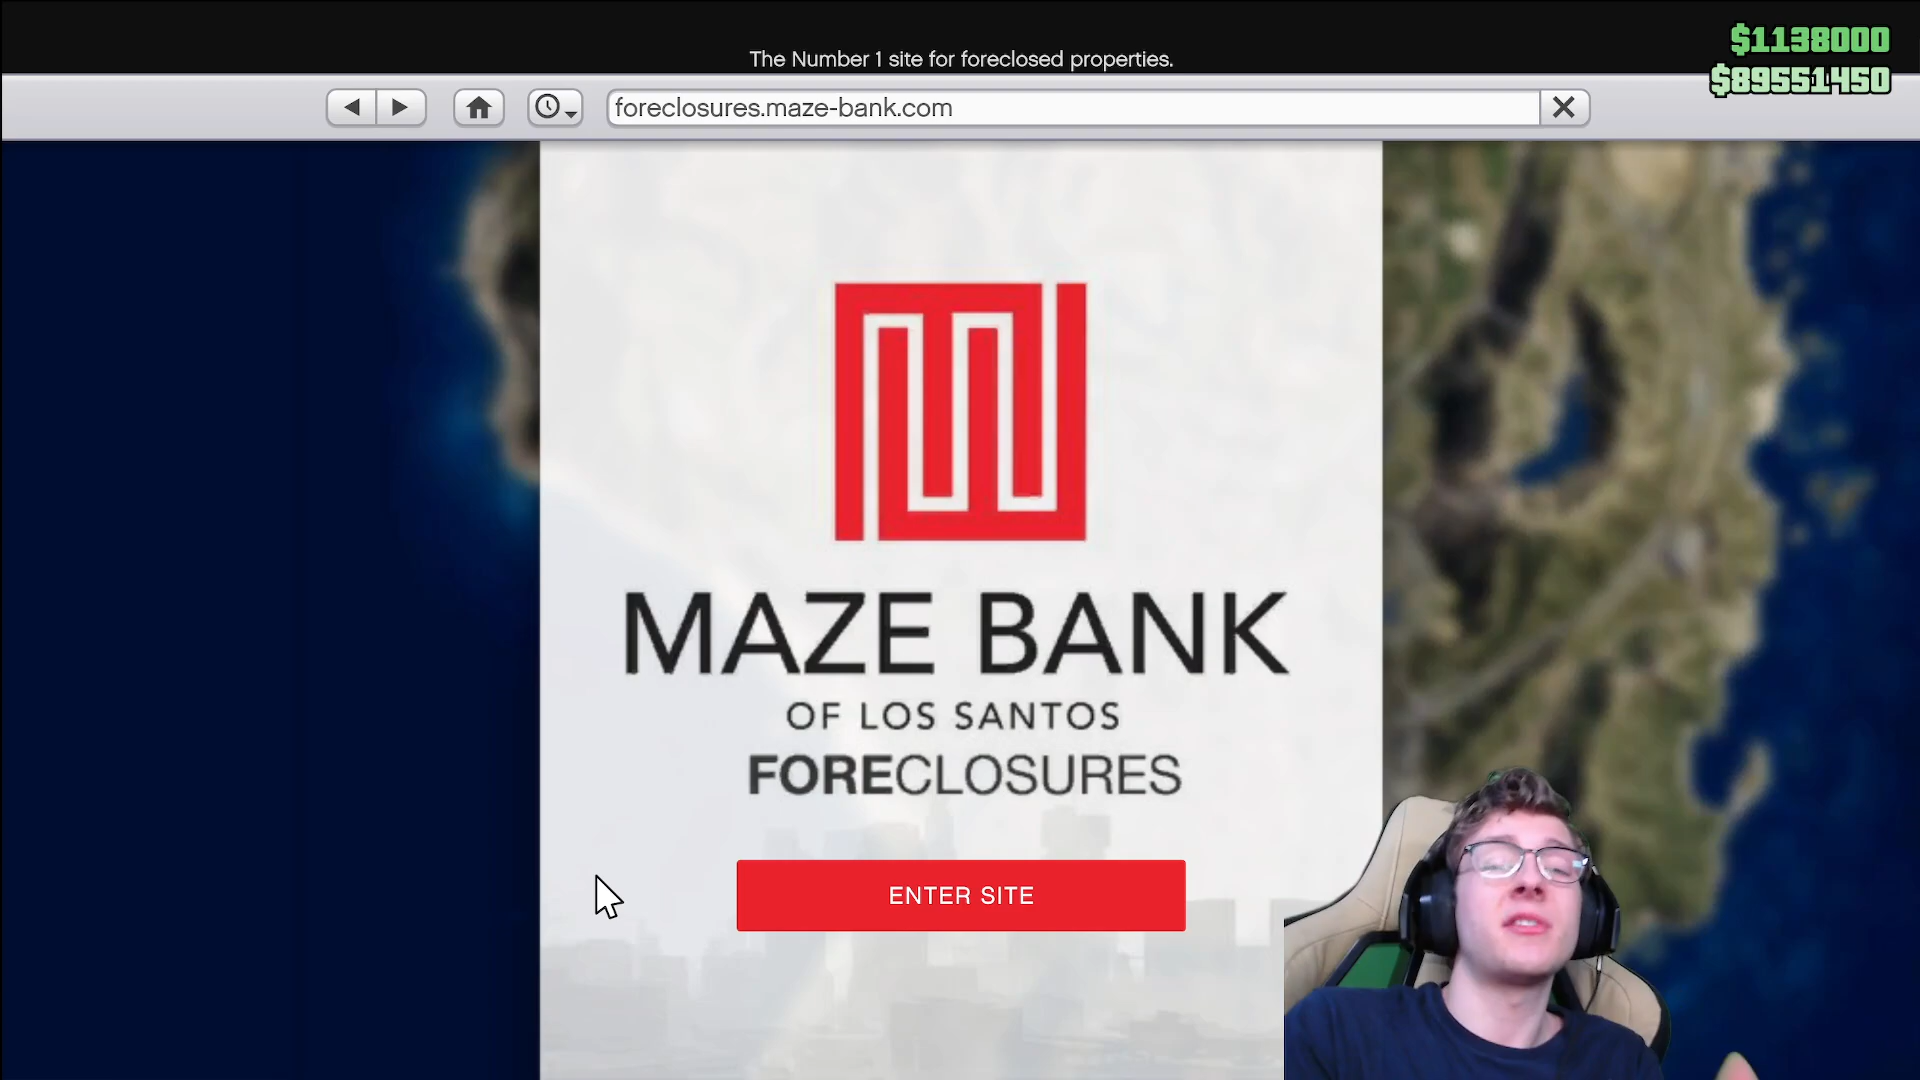 The Number 1 site for foreclosed properties.
$1138000
$89551450
foreclosures.maze-bank.com
MAZE BANK
OF LOS SANTOS
FORECLOSURES
ENTER SITE